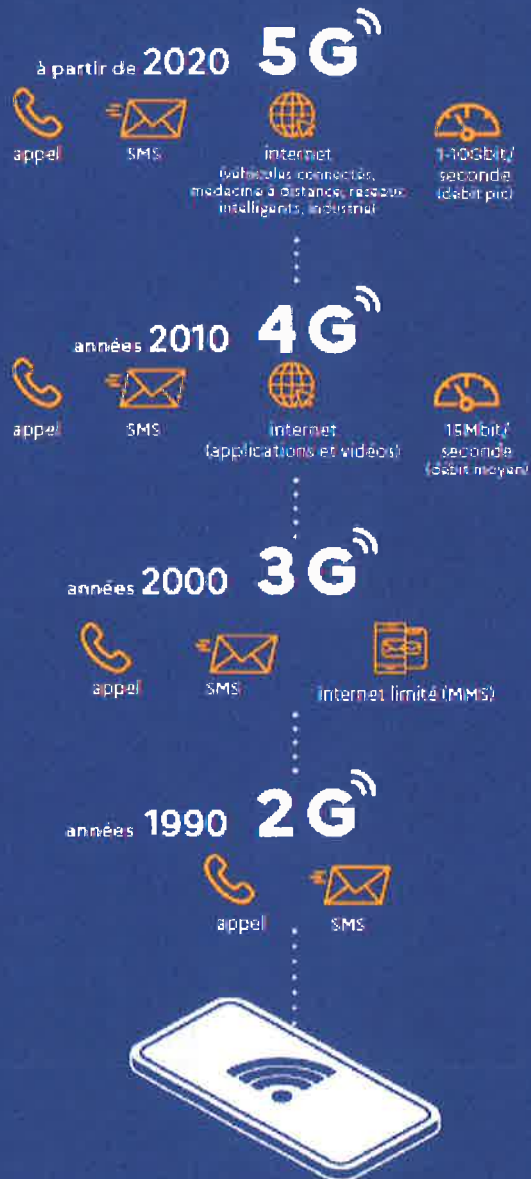 à partir de 2020 5G
appel
SMS
internet
(véhicules connectés,
médecine à distance, réseaux
intelligents, industrie)
1-10Gbit/
seconde
(débit pic)
années 2010 4G
appel
SMS
internet
(applications et vidéos)
15Mbit/
seconde
(débit moyen)
années 2000 3G
appel
SMS
internet limité (MMS)
années 1990 2G
appel
SMS